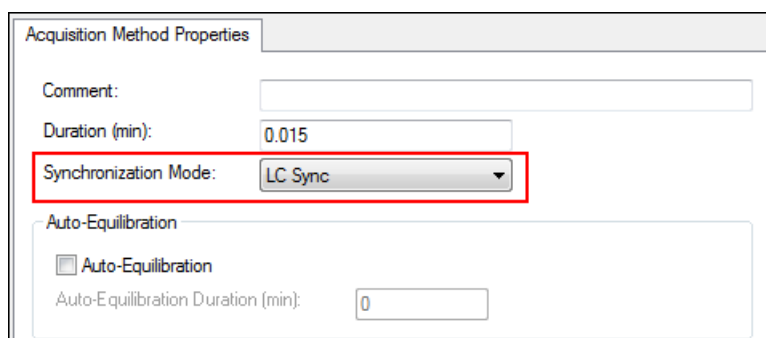 Acquisition Method Properties
Comment:
Duration (min): 0.015
Synchronization Mode: LC Sync
Auto-Equilibration
Auto-Equilibration
Auto-Equilibration Duration (min): 0